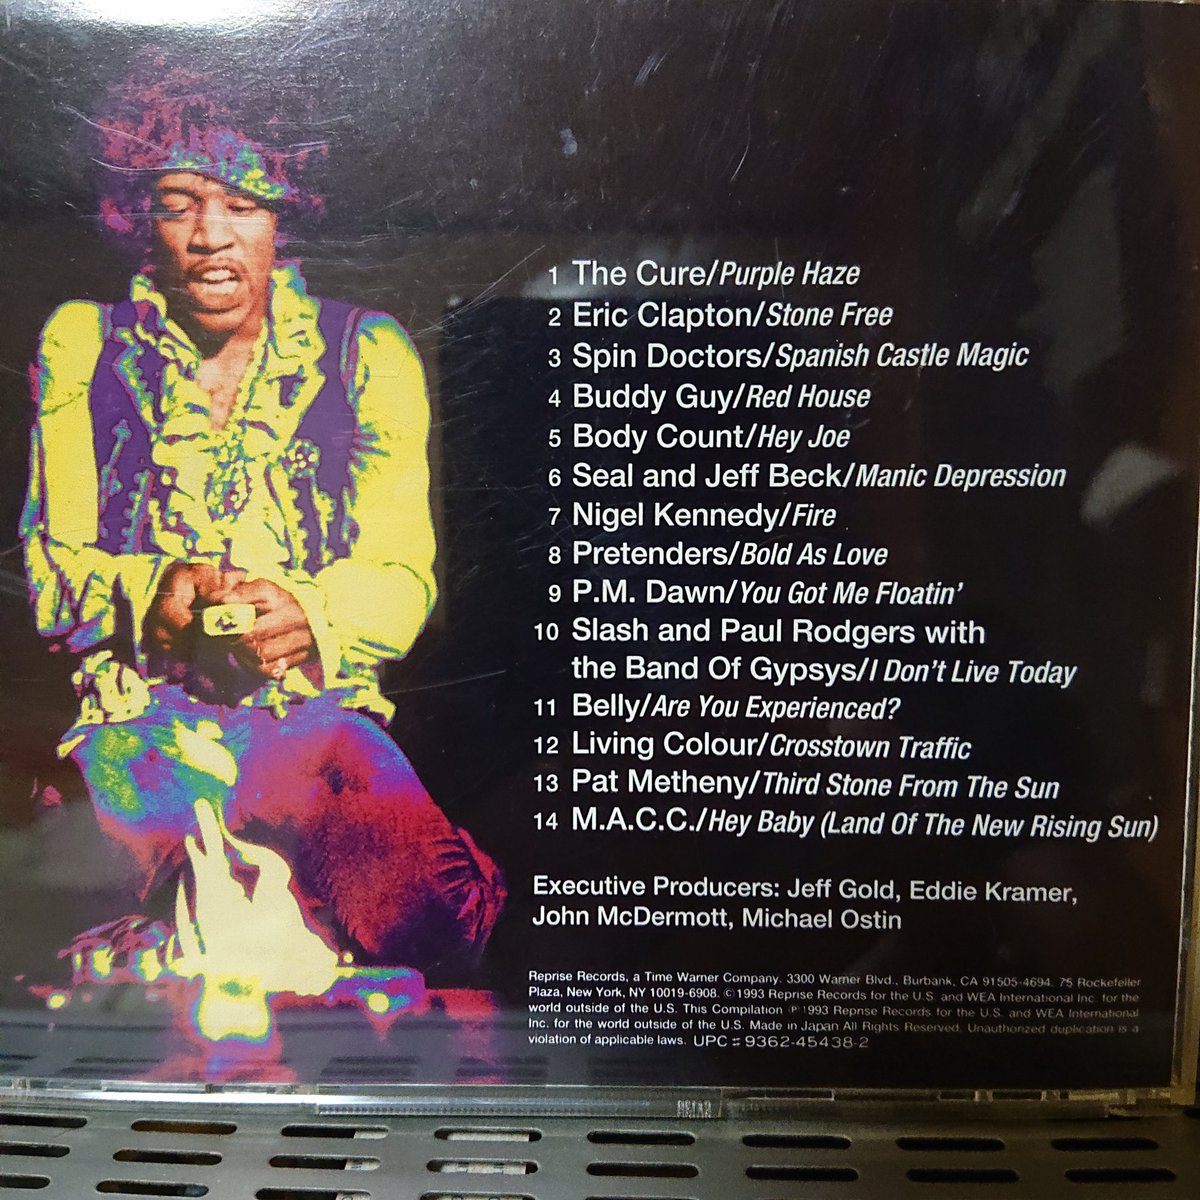 1 The Cure/Purple Haze
2 Eric Clapton/Stone Free
3 Spin Doctors/Spanish Castle Magic
4 Buddy Guy/Red House
5 Body Count/Hey Joe
6 Seal and Jeff Beck/Manic Depression
7 Nigel Kennedy/Fire
8 Pretenders/Bold As Love
9 P.M. Dawn/You Got Me Floatin'
10 Slash and Paul Rodgers with
the Band Of Gypsys/I Don't Live Today
11 Belly/Are You Experienced?
12 Living Colour/Crosstown Traffic
13 Pat Metheny/Third Stone From The Sun
14 M.A.C.C./Hey Baby (Land Of The New Rising Sun)
Executive Producers: Jeff Gold, Eddie Kramer,
John McDermott, Michael Ostin
Reprise Records, a Time Warner Company. 3300 Warner Blvd., Burbank, CA 91505-4694. 75 Rockefeller
Plaza, New York, NY 10019-6908. ©1993 Reprise Records for the U.S. and WEA International Inc. for the
world outside of the U.S. This Compilation ℗1993 Reprise Records for the U.S. and WEA International
Inc. for the world outside of the U.S. Made in Japan All Rights Reserved. Unauthorized duplication is a
violation of applicable laws. UPC # 9362-45438-2